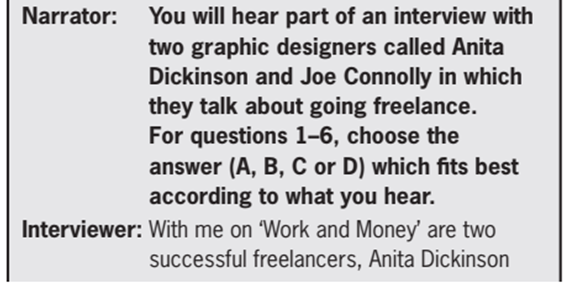 Narrator: You will hear part of an interview with
two graphic designers called Anita
Dickinson and Joe Connolly in which
they talk about going freelance.
For questions 1–6, choose the
answer (A, B, C or D) which fits best
according to what you hear.
Interviewer: With me on ‘Work and Money’ are two
successful freelancers, Anita Dickinson